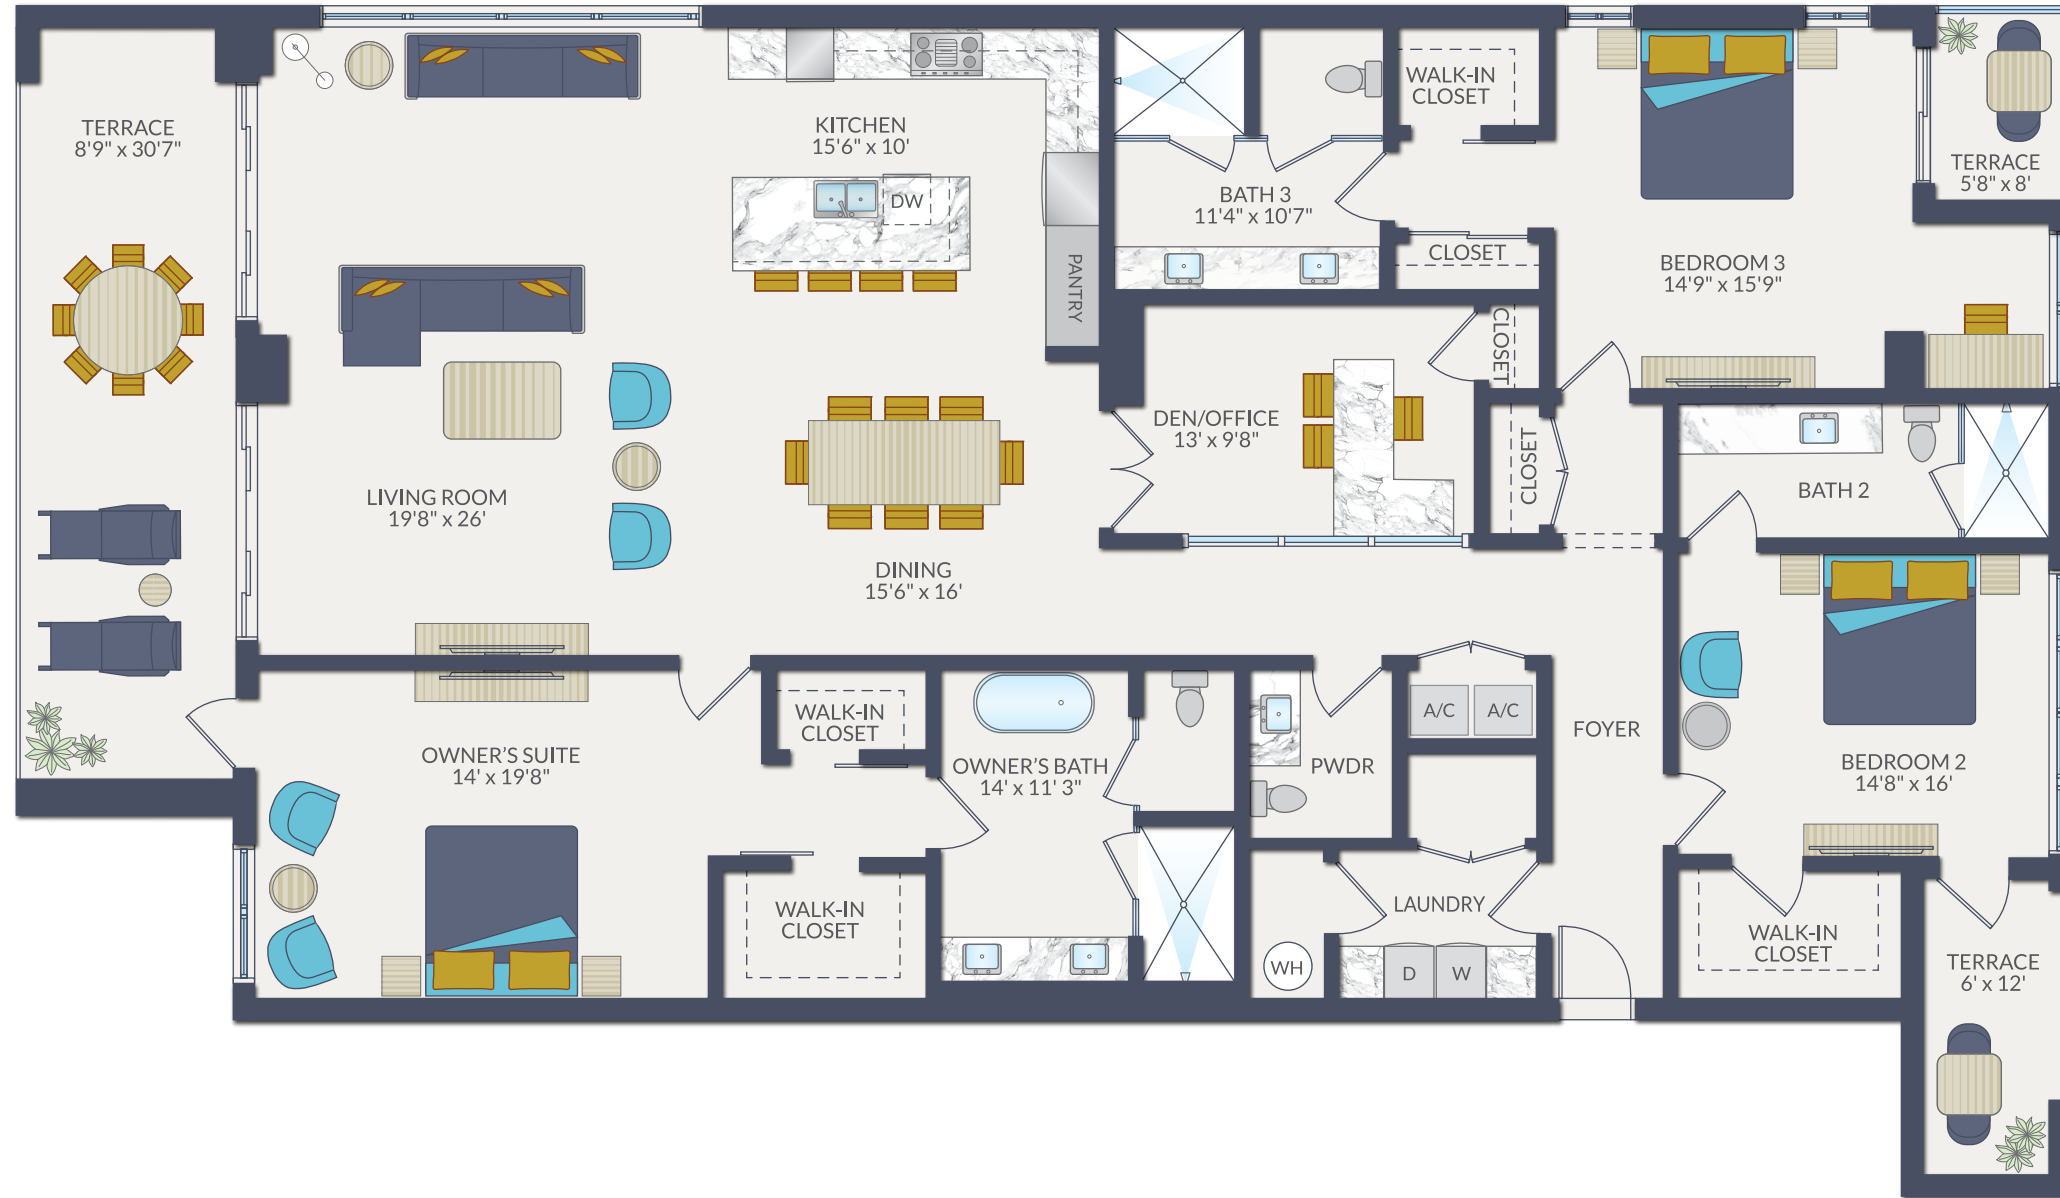 TERRACE
8'9" x 30'7"
KITCHEN
15'6" x 10'
DW
PANTRY
BATH 3
11'4" x 10'7"
WALK-IN
CLOSET
CLOSET
BEDROOM 3
14'9" x 15'9"
TERRACE
5'8" x 8'
LIVING ROOM
19'8" x 26'
DINING
15'6" x 16'
DEN/OFFICE
13' x 9'8"
CLOSET
CLOSET
BATH 2
OWNER'S SUITE
14' x 19'8"
WALK-IN
CLOSET
WALK-IN
CLOSET
OWNER'S BATH
14' x 11' 3"
PWDR
A/C
A/C
FOYER
LAUNDRY
WH
D
W
BEDROOM 2
14'8" x 16'
WALK-IN
CLOSET
TERRACE
6' x 12'